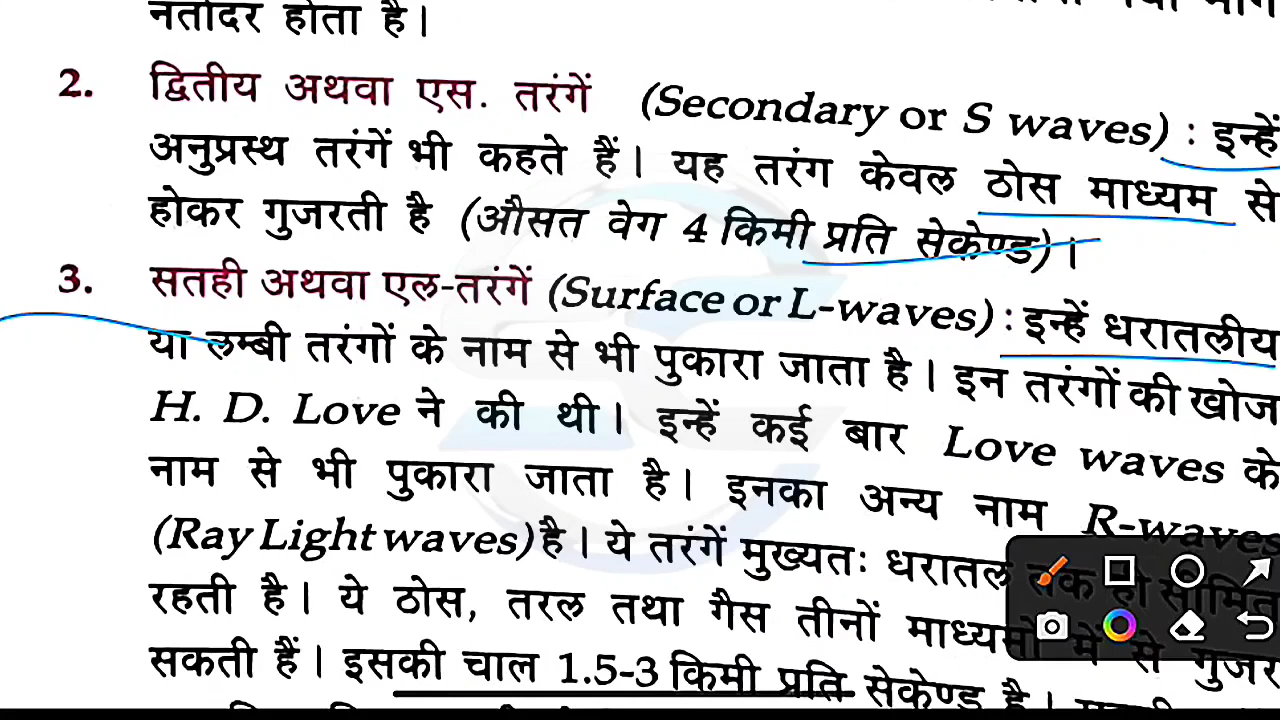 नतोदर होता है।
2. द्वितीय अथवा एस. तरंगें (Secondary or S waves) : इन्हें
अनुप्रस्थ तरंगें भी कहते हैं। यह तरंग केवल ठोस माध्यम से
होकर गुजरती है (औसत वेग 4 किमी प्रति सेकेण्ड)।
3. सतही अथवा एल-तरंगें (Surface or L-waves) : इन्हें धरातलीय
या लम्बी तरंगों के नाम से भी पुकारा जाता है। इन तरंगों की खोज
H. D. Love ने की थी। इन्हें कई बार Love waves के
नाम से भी पुकारा जाता है। इनका अन्य नाम R-waves
(Ray Light waves) है। ये तरंगें मुख्यतः धरातल तक ही सीमित
रहती है। ये ठोस, तरल तथा गैस तीनों माध्यमों में से गुजर
सकती हैं। इसकी चाल 1.5-3 किमी प्रति सेकेण्ड है।